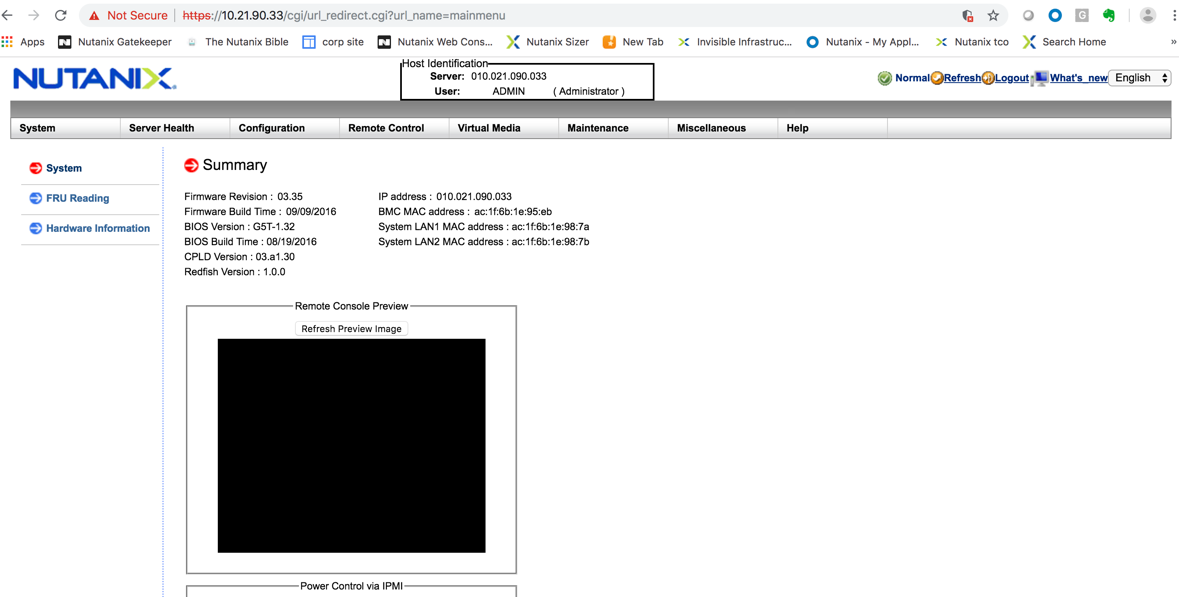 Not Secure https://10.21.90.33/cgi/url_redirect.cgi?url_name=mainmenu
Apps Nutanix Gatekeeper The Nutanix Bible corp site Nutanix Web Cons... Nutanix Sizer New Tab Invisible Infrastruc... Nutanix - My Appl... Nutanix tco Search Home »
NUTANIX
Host Identification
Server: 010.021.090.033
User: ADMIN ( Administrator )
Normal Refresh Logout What's_new English
System Server Health Configuration Remote Control Virtual Media Maintenance Miscellaneous Help
System
FRU Reading
Hardware Information
Summary
Firmware Revision : 03.35 IP address : 010.021.090.033
Firmware Build Time : 09/09/2016 BMC MAC address : ac:1f:6b:1e:95:eb
BIOS Version : G5T-1.32 System LAN1 MAC address : ac:1f:6b:1e:98:7a
BIOS Build Time : 08/19/2016 System LAN2 MAC address : ac:1f:6b:1e:98:7b
CPLD Version : 03.a1.30
Redfish Version : 1.0.0
Remote Console Preview
Refresh Preview Image
Power Control via IPMI